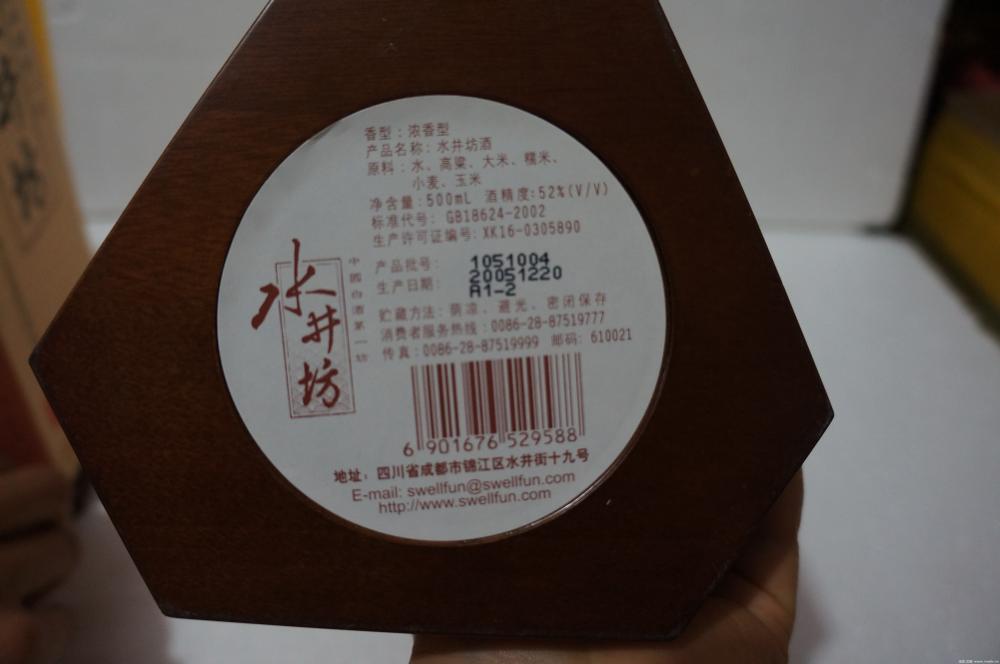 香型：浓香型
产品名称：水井坊酒
原料：水、高粱、大米、糯米、
小麦、玉米
净含量：500mL 酒精度：52%(V/V)
标准代号：GB18624-2002
生产许可证编号：XK16-0305890
产品批号：1051004
生产日期：20051220
A1-2
贮藏方法：荫凉、避光、密闭保存
消费者服务热线：0086-28-87519777
传真：0086-28-87519999 邮码：610021
水井坊
中国白酒第一坊
6 901676 529588
地址：四川省成都市锦江区水井街十九号
E-mail: swellfun@swellfun.com
http://www.swellfun.com
坊